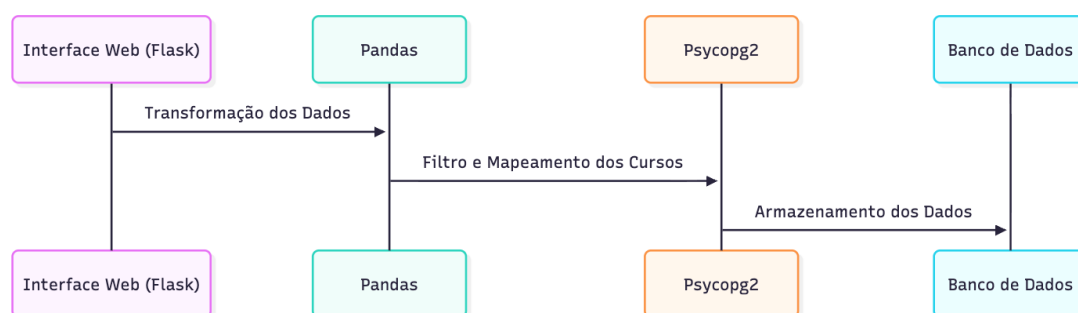 Interface Web (Flask)
Pandas
Psycopg2
Banco de Dados
Transformação dos Dados
Filtro e Mapeamento dos Cursos
Armazenamento dos Dados
Interface Web (Flask)
Pandas
Psycopg2
Banco de Dados